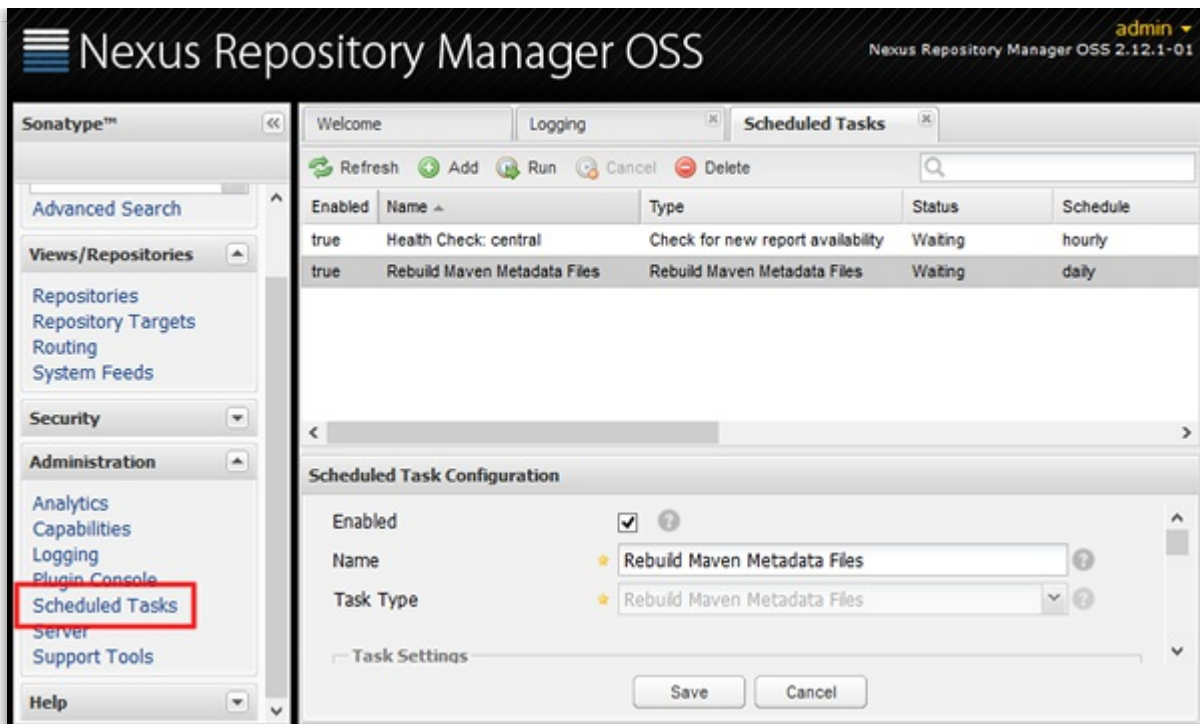 Nexus Repository Manager OSS
admin
Nexus Repository Manager OSS 2.12.1-01
Sonatype™
Advanced Search
Views/Repositories
Repositories
Repository Targets
Routing
System Feeds
Security
Administration
Analytics
Capabilities
Logging
Plugin Console
Scheduled Tasks
Server
Support Tools
Help
Welcome Logging Scheduled Tasks
Refresh Add Run Cancel Delete
Enabled Name Type Status Schedule
true Health Check: central Check for new report availability Waiting hourly
true Rebuild Maven Metadata Files Rebuild Maven Metadata Files Waiting daily
Scheduled Task Configuration
Enabled
Name Rebuild Maven Metadata Files
Task Type Rebuild Maven Metadata Files
Task Settings
Save Cancel